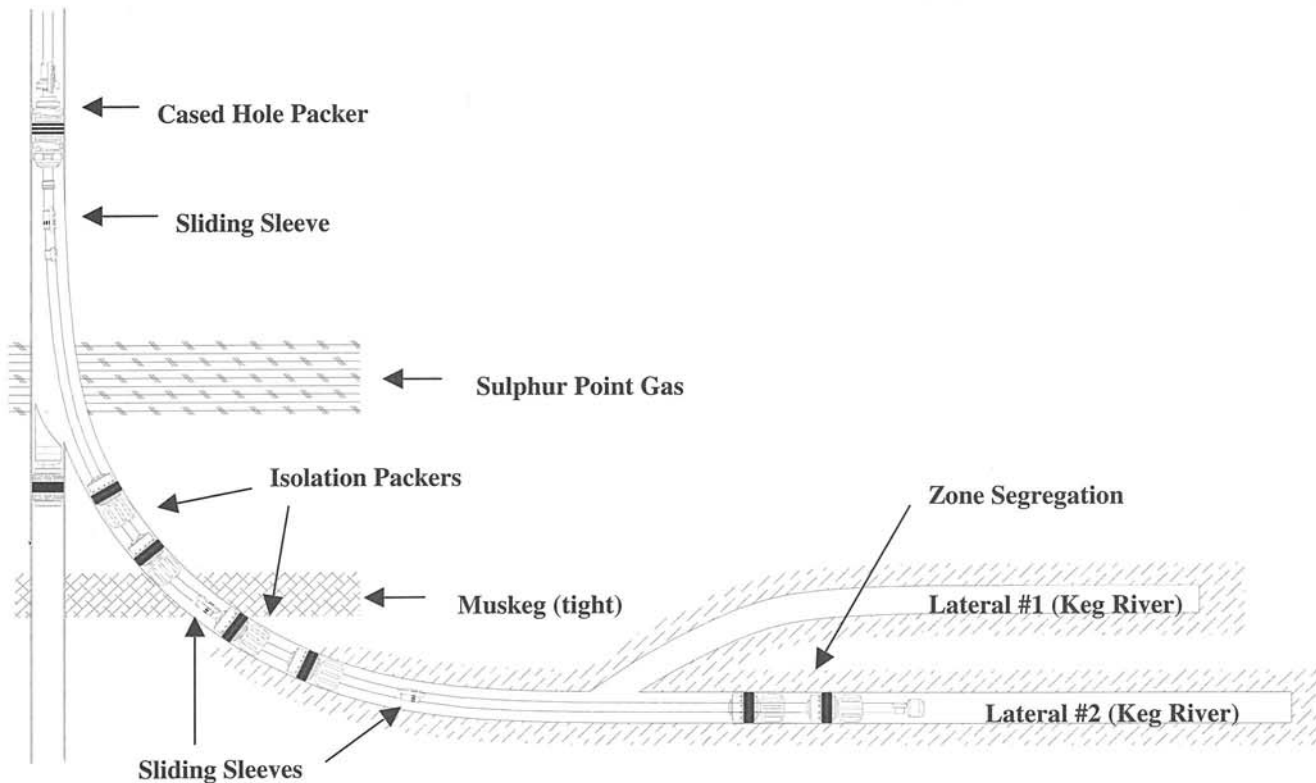 Cased Hole Packer
Sliding Sleeve
Sulphur Point Gas
Isolation Packers
Zone Segregation
Muskeg (tight)
Lateral #1 (Keg River)
Lateral #2 (Keg River)
Sliding Sleeves